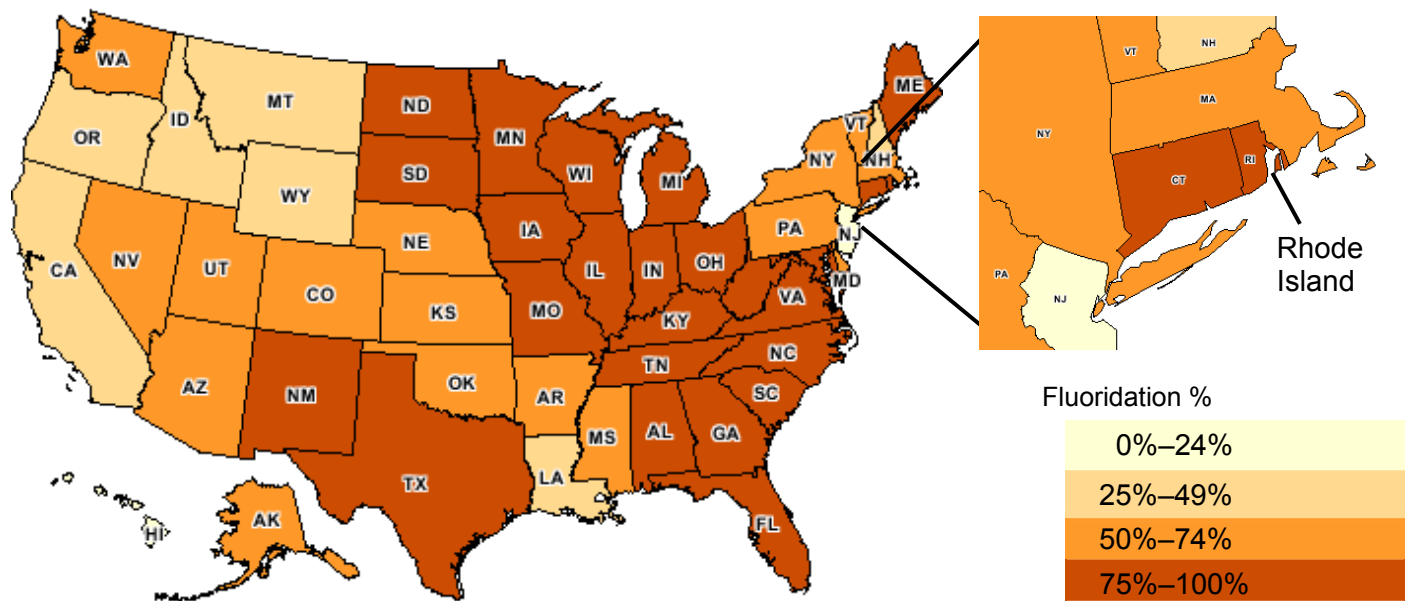 WA
MT
ND
OR
ID
MN
SD
WY
WI
MI
NY
VT
NH
ME
IA
NE
PA
NJ
NV
UT
CO
IL
IN
OH
MD
CA
KS
MO
KY
VA
AZ
NM
OK
AR
TN
NC
SC
MS
AL
GA
TX
LA
FL
HI
AK
VT
NH
MA
NY
CT
RI
PA
NJ
Rhode
Island
Fluoridation %
0%–24%
25%–49%
50%–74%
75%–100%